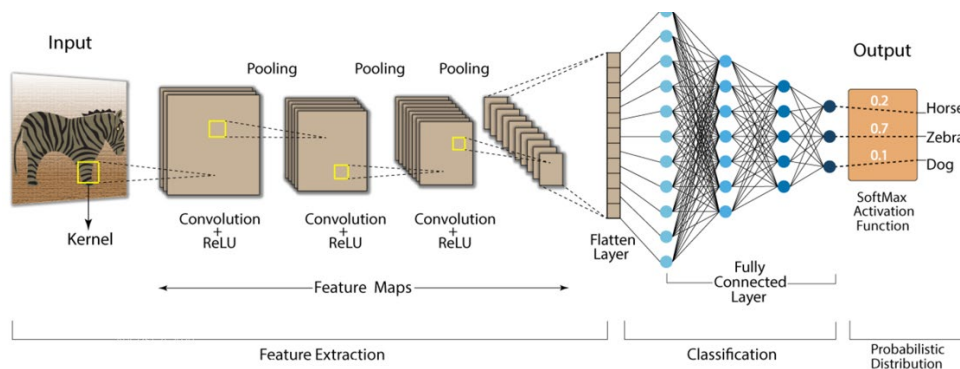 Input
Pooling
Pooling
Pooling
Output
0.2
Horse
0.7
Zebra
0.1
Dog
Kernel
Convolution
+
ReLU
Convolution
+
ReLU
Convolution
+
ReLU
Flatten
Layer
SoftMax
Activation
Function
Feature Maps
Fully
Connected
Layer
Feature Extraction
Classification
Probabilistic
Distribution